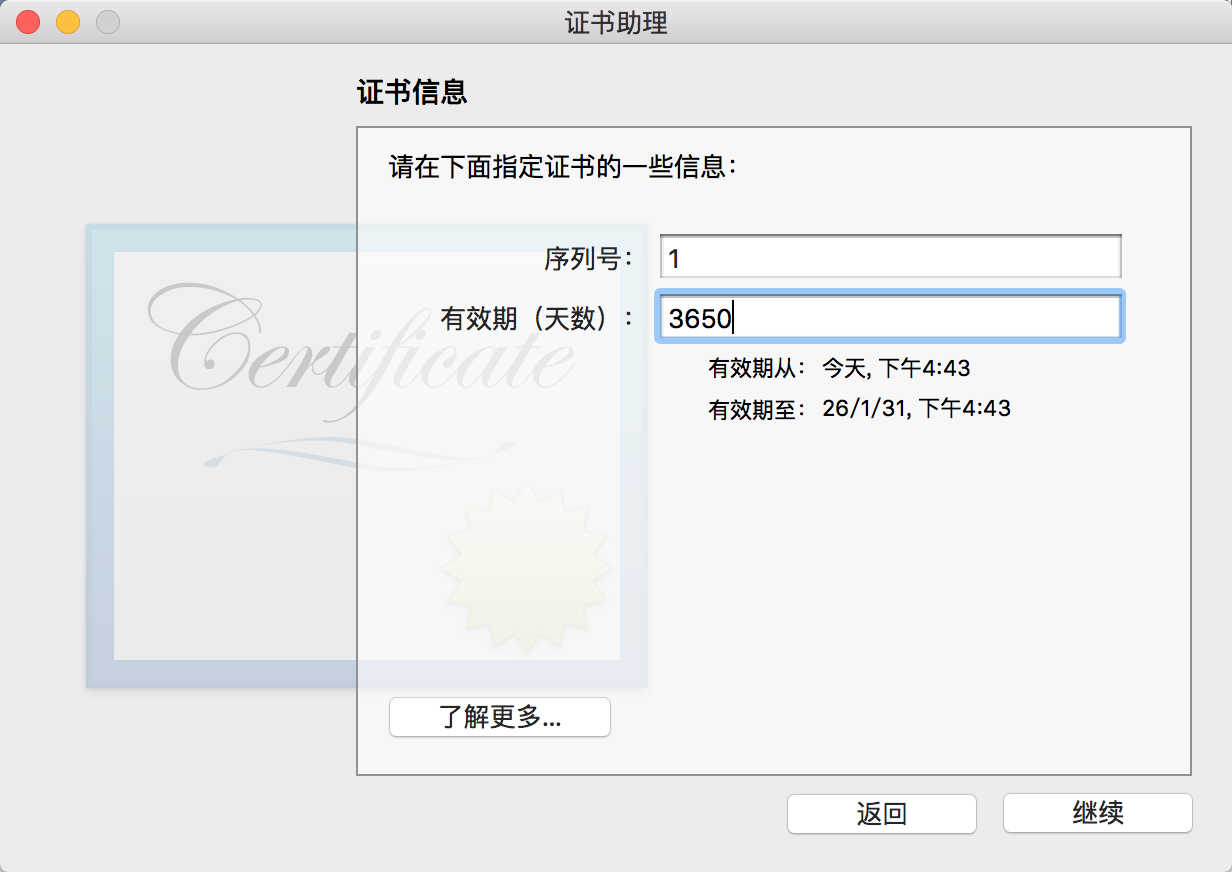 证书助理
证书信息
请在下面指定证书的一些信息：
序列号： 1
有效期（天数）： 3650
有效期从： 今天, 下午4:43
有效期至： 26/1/31, 下午4:43
Certificate
了解更多...
返回 继续